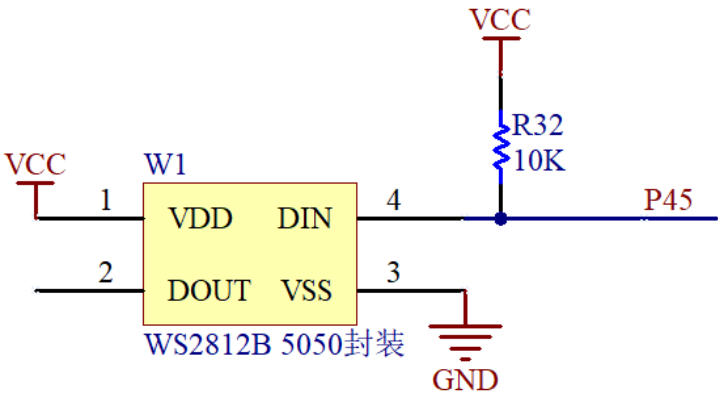 VCC
R32
10K
VCC
W1
1
VDD
DIN
4
P45
2
DOUT
VSS
3
WS2812B 5050封装
GND